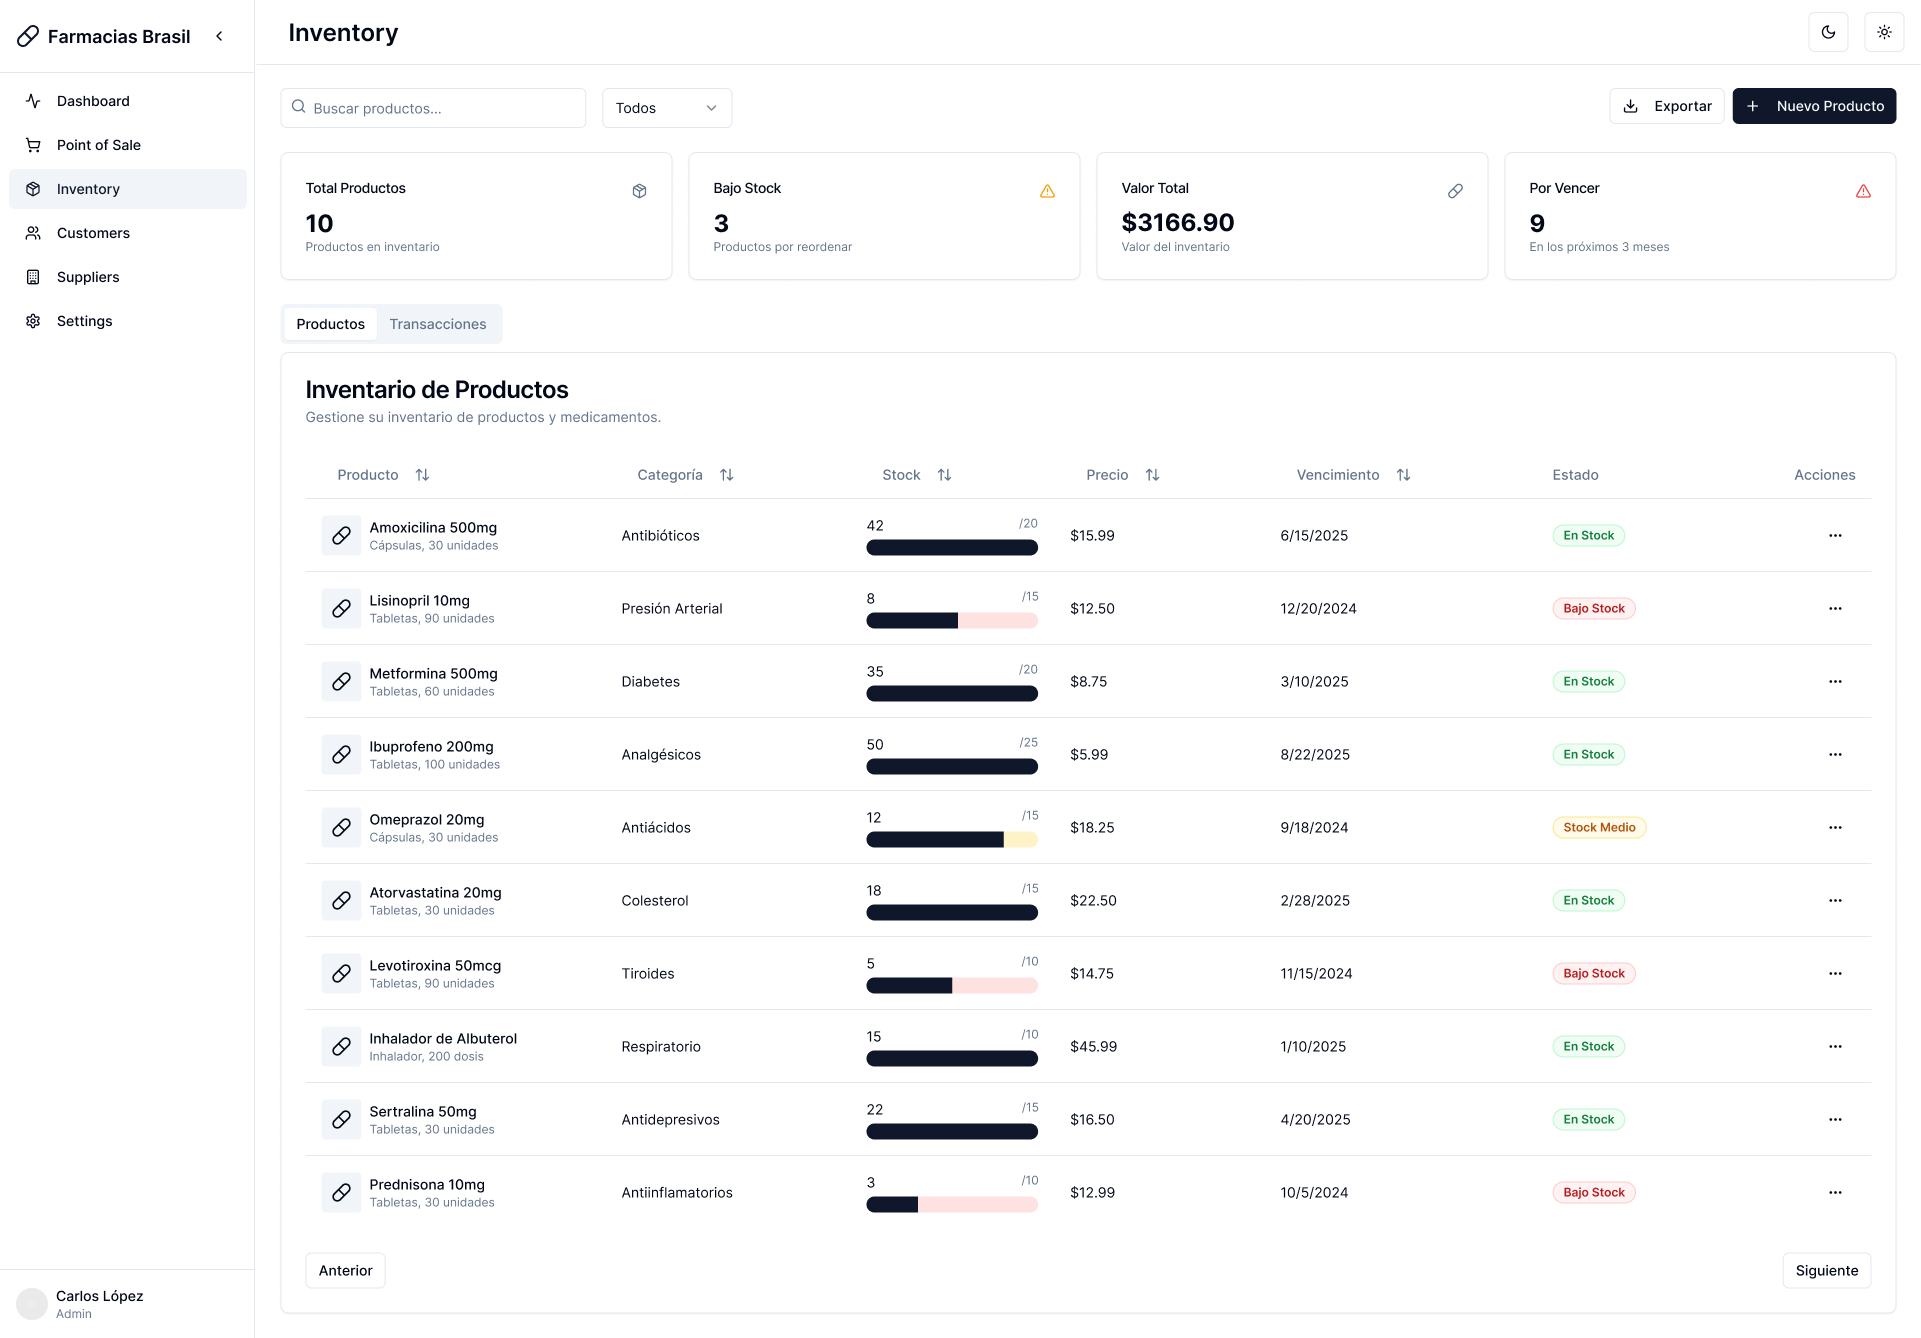 Farmacias Brasil
Dashboard
Point of Sale
Inventory
Customers
Suppliers
Settings
Carlos López
Admin
Inventory
Buscar productos...
Todos
Exportar
Nuevo Producto
Total Productos
10
Productos en inventario
Bajo Stock
3
Productos por reordenar
Valor Total
$3166.90
Valor del inventario
Por Vencer
9
En los próximos 3 meses
Productos
Transacciones
Inventario de Productos
Gestione su inventario de productos y medicamentos.
Producto Categoría Stock Precio Vencimiento Estado Acciones
Amoxicilina 500mg
Cápsulas, 30 unidades
Antibióticos
42 /20
$15.99
6/15/2025
En Stock
Lisinopril 10mg
Tabletas, 90 unidades
Presión Arterial
8 /15
$12.50
12/20/2024
Bajo Stock
Metformina 500mg
Tabletas, 60 unidades
Diabetes
35 /20
$8.75
3/10/2025
En Stock
Ibuprofeno 200mg
Tabletas, 100 unidades
Analgésicos
50 /25
$5.99
8/22/2025
En Stock
Omeprazol 20mg
Cápsulas, 30 unidades
Antiácidos
12 /15
$18.25
9/18/2024
Stock Medio
Atorvastatina 20mg
Tabletas, 30 unidades
Colesterol
18 /15
$22.50
2/28/2025
En Stock
Levotiroxina 50mcg
Tabletas, 90 unidades
Tiroides
5 /10
$14.75
11/15/2024
Bajo Stock
Inhalador de Albuterol
Inhalador, 200 dosis
Respiratorio
15 /10
$45.99
1/10/2025
En Stock
Sertralina 50mg
Tabletas, 30 unidades
Antidepresivos
22 /15
$16.50
4/20/2025
En Stock
Prednisona 10mg
Tabletas, 30 unidades
Antiinflamatorios
3 /10
$12.99
10/5/2024
Bajo Stock
Anterior
Siguiente